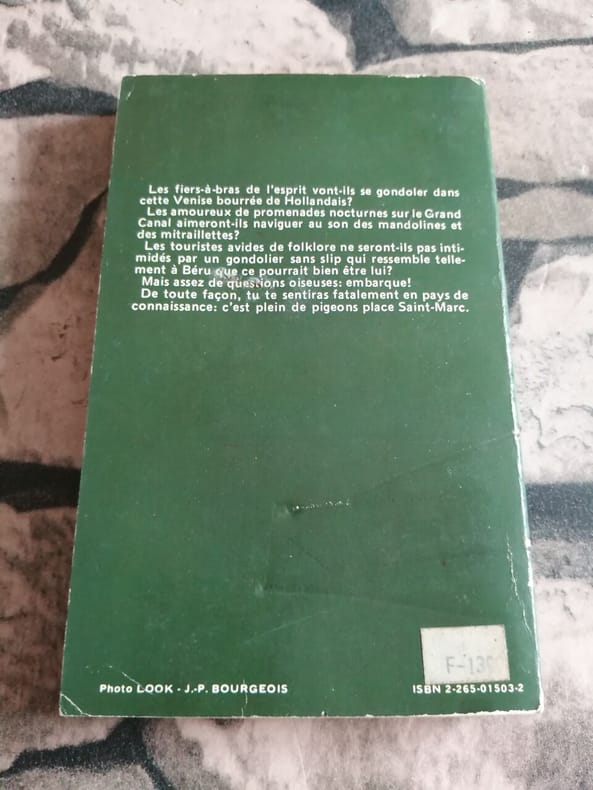 Les fiers-à-bras de l'esprit vont-ils se gondoler dans
cette Venise bourrée de Hollandais?
Les amoureux de promenades nocturnes sur le Grand
Canal aimeront-ils naviguer au son des mandolines et
des mitraillettes?
Les touristes avides de folklore ne seront-ils pas inti-
midés par un gondolier sans slip qui ressemble telle-
ment à Béru que ce pourrait bien être lui?
Mais assez de questions oiseuses: embarque!
De toute façon, tu te sentiras fatalement en pays de
connaissance: c'est plein de pigeons place Saint-Marc.
Photo LOOK - J.-P. BOURGEOIS
ISBN 2-265-01503-2